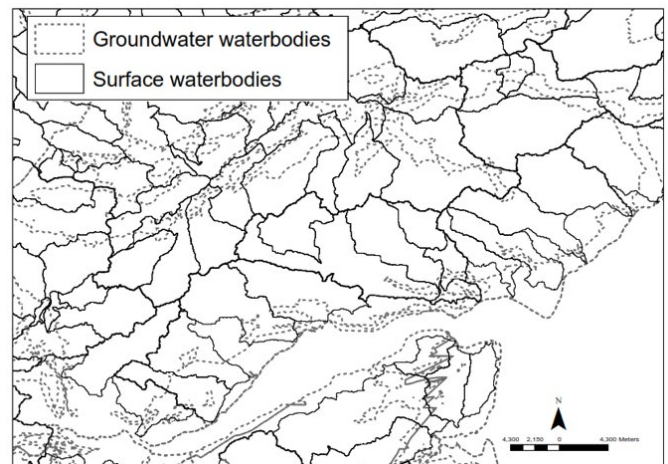 Groundwater waterbodies
Surface waterbodies
N
4,300 2,150 0 4,300 Meters